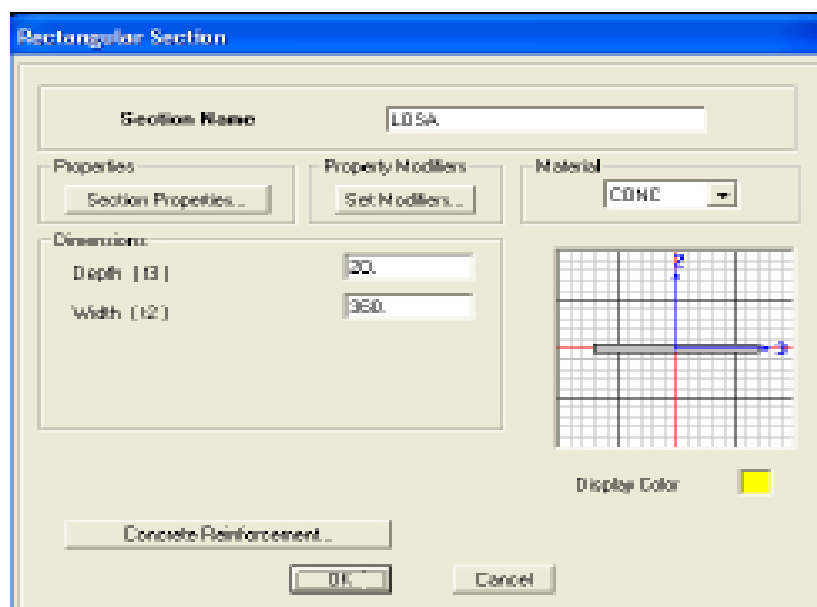 Rectangular Section
Section Name LOSA
Properties Property Modifiers Material
Section Properties... Set Modifiers... CONC
Dimensions
Depth (t3) 20.
Width (t2) 360.
2
3
Display Color
Concrete Reinforcement...
OK Cancel